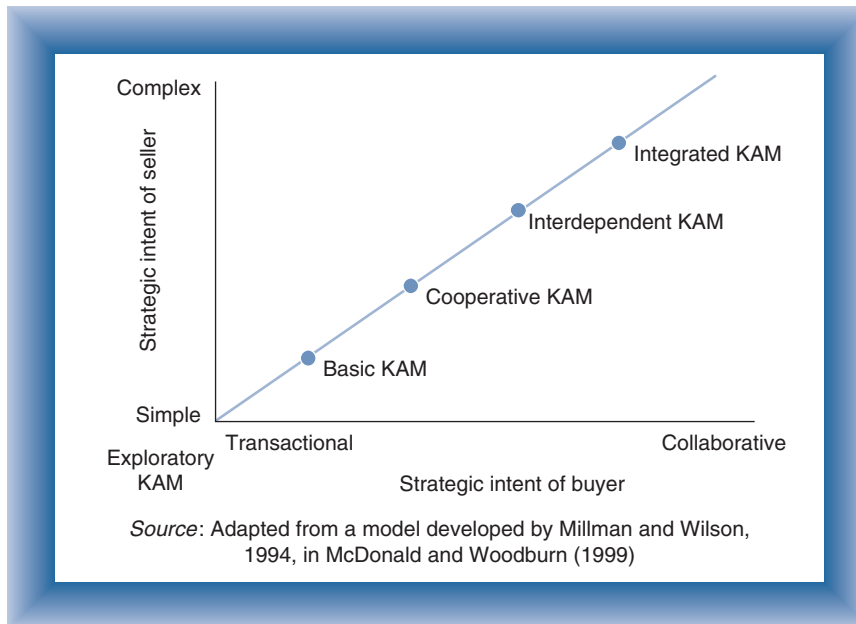 Complex
Strategic intent of seller
Integrated KAM
Interdependent KAM
Cooperative KAM
Basic KAM
Simple
Transactional
Collaborative
Exploratory
KAM
Strategic intent of buyer
Source: Adapted from a model developed by Millman and Wilson,
1994, in McDonald and Woodburn (1999)